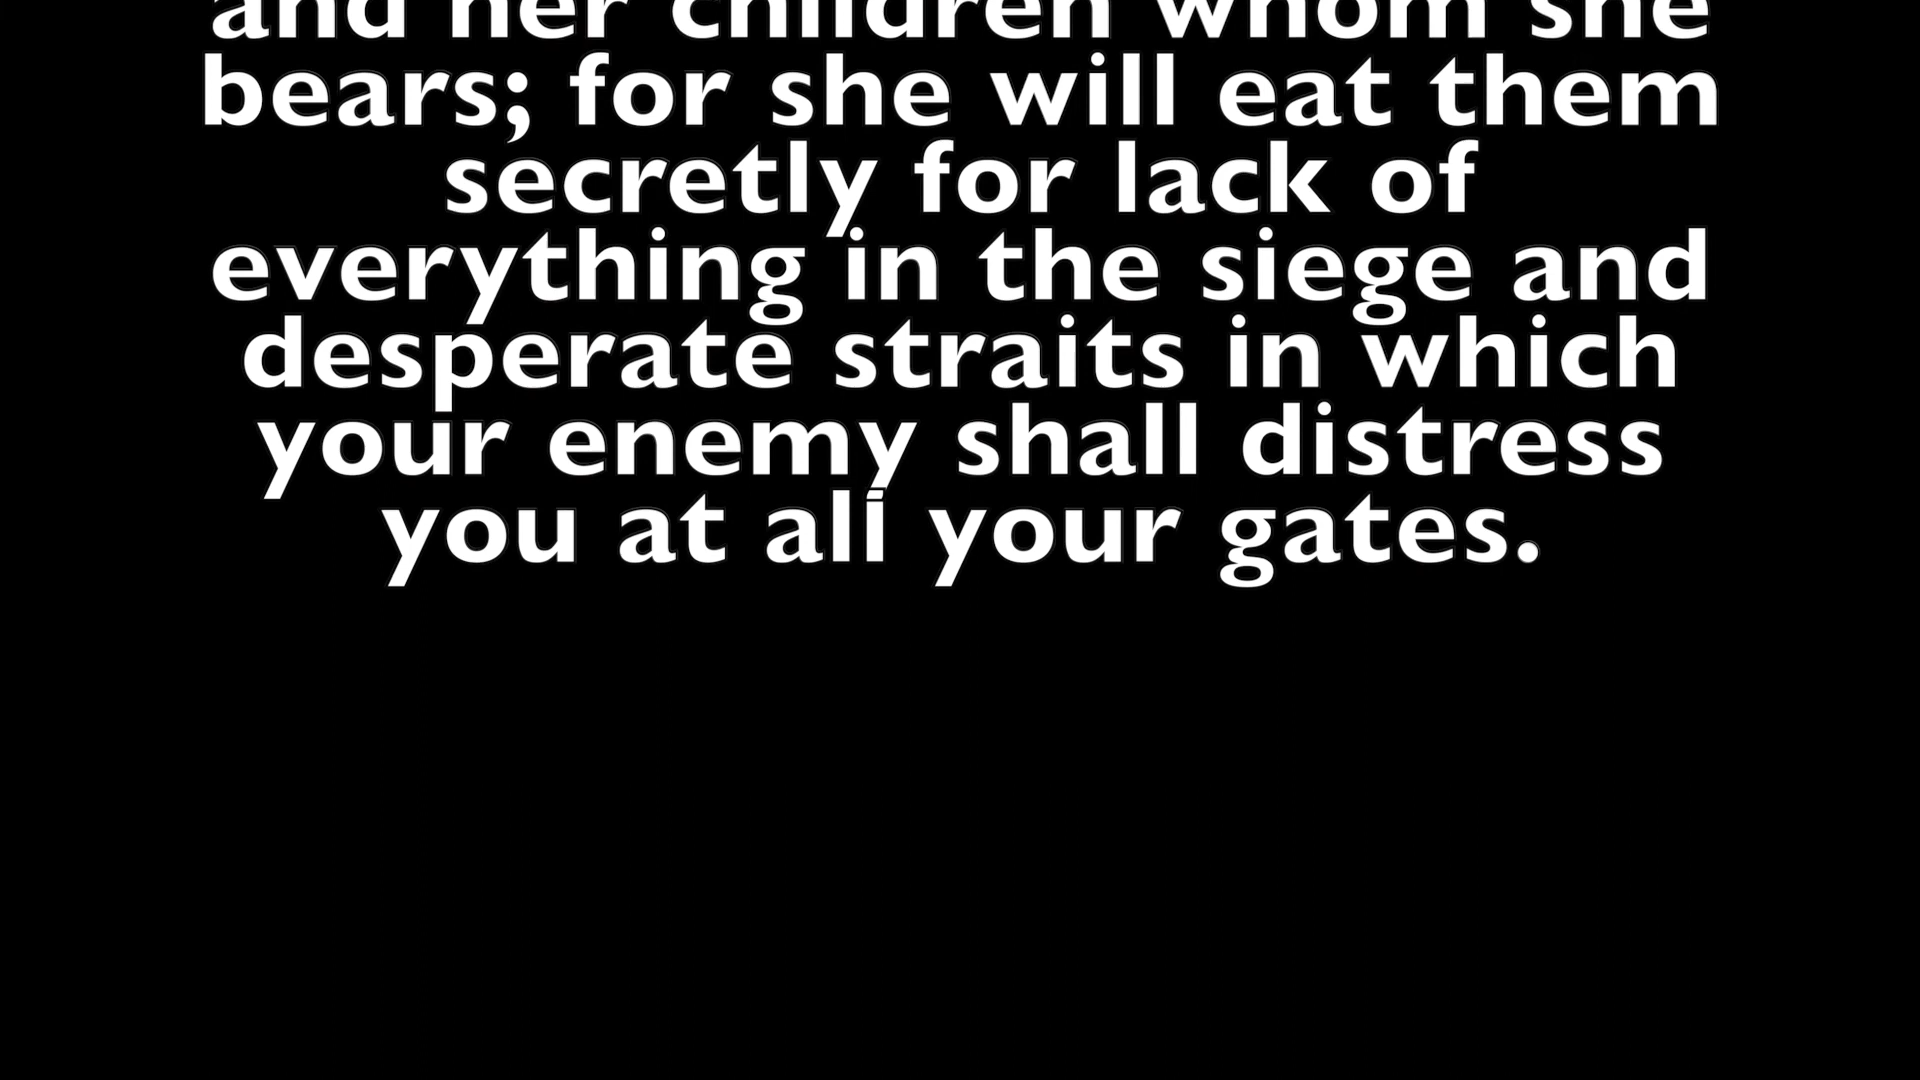 and her children whom she
bears; for she will eat them
secretly for lack of
everything in the siege and
desperate straits in which
your enemy shall distress
you at all your gates.